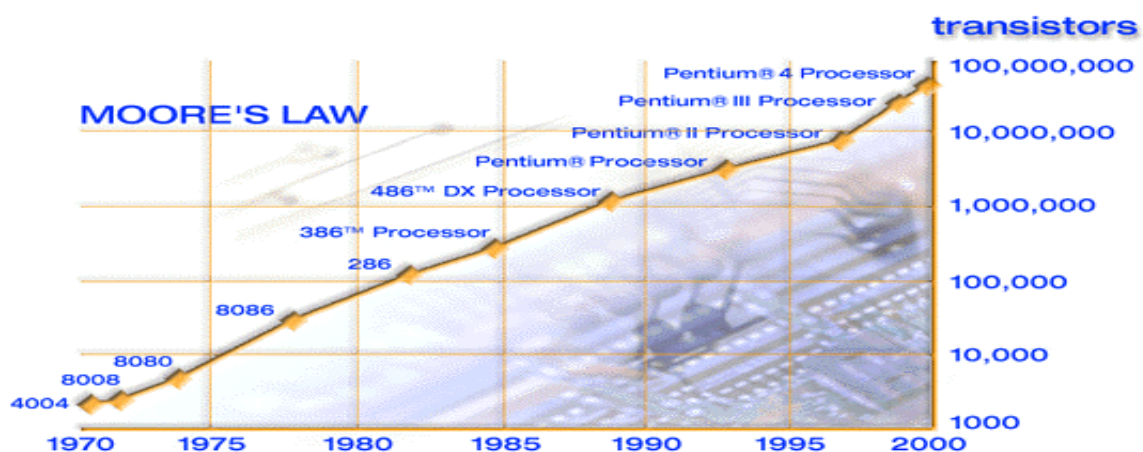 transistors
100,000,000
Pentium® 4 Processor
Pentium® III Processor
MOORE'S LAW
Pentium® II Processor
10,000,000
Pentium® Processor
486™ DX Processor
1,000,000
386™ Processor
286
100,000
8086
8080
10,000
8008
4004
1000
1970 1975 1980 1985 1990 1995 2000